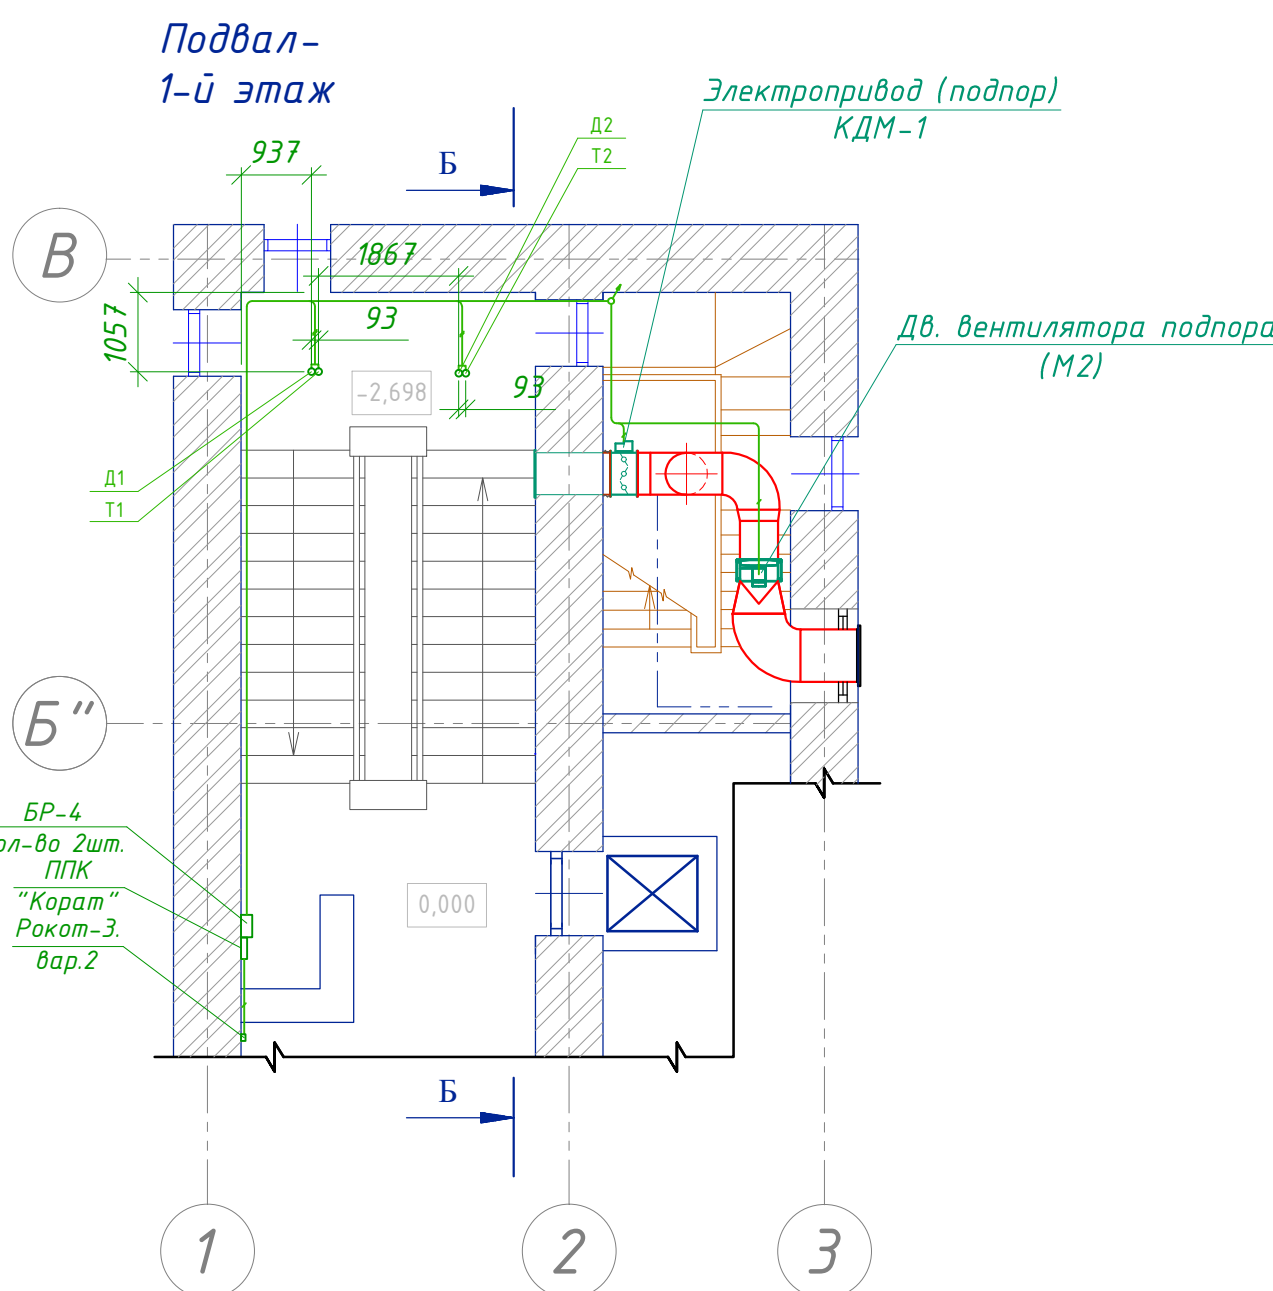 Подвал-
1-й этаж
Электропривод (подпор)
КДМ-1
Д2
Т2
937
Б
В
1867
93
1057
Дв. вентилятора подпора
(М2)
-2,698
93
Д1
Т1
Б"
БР-4
ол-во 2шт.
ППК
"Корат"
Рокот-3.
вар.2
0,000
Б
1
2
3